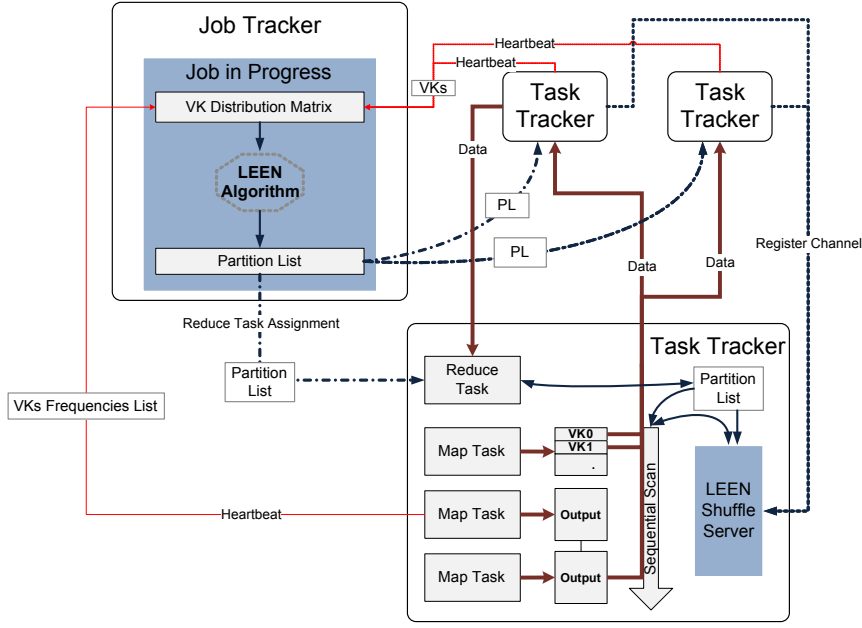 Job Tracker
Job in Progress
VK Distribution Matrix
LEEN
Algorithm
Partition List
Heartbeat
Heartbeat
VKs
Task
Tracker
Task
Tracker
Data
PL
PL
Data
Data
Register Channel
Reduce Task Assignment
Partition
List
VKs Frequencies List
Heartbeat
Task Tracker
Reduce
Task
Partition
List
Map Task
VK0
VK1
.
Map Task
Output
Map Task
Output
Sequential Scan
LEEN
Shuffle
Server